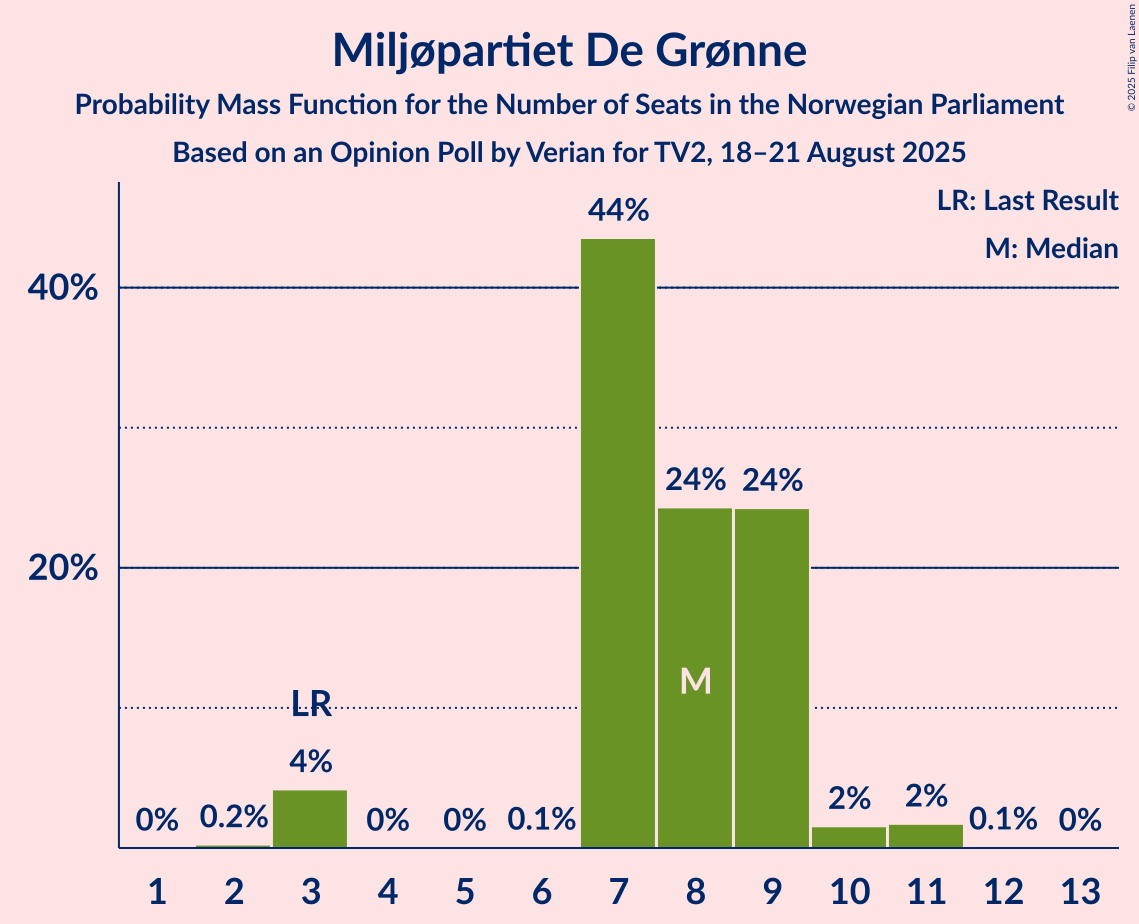 Miljøpartiet De Grønne
Probability Mass Function for the Number of Seats in the Norwegian Parliament
Based on an Opinion Poll by Verian for TV2, 18–21 August 2025
© 2025 Filip van Laenen
LR: Last Result
M: Median
40%
20%
0%
0.2%
LR
4%
0%
0%
0.1%
44%
24%
M
24%
2%
2%
0.1%
0%
1 2 3 4 5 6 7 8 9 10 11 12 13